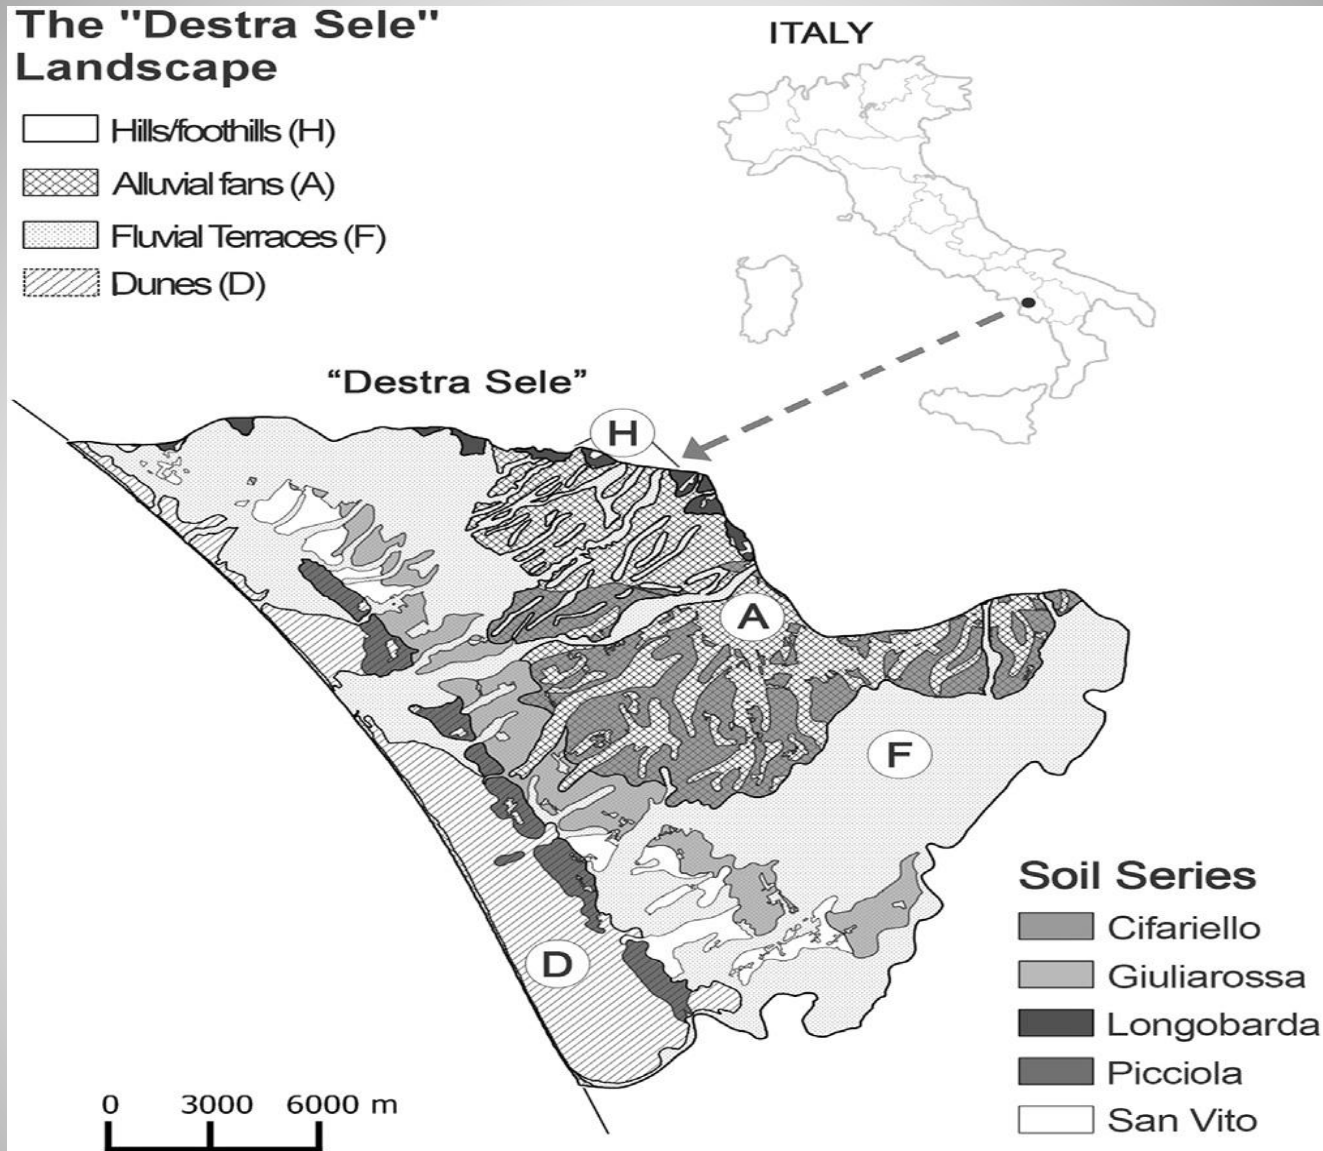 The "Destra Sele"
Landscape
Hills/foothills (H)
Alluvial fans (A)
Fluvial Terraces (F)
Dunes (D)
ITALY
“Destra Sele”
H
A
F
D
Soil Series
Cifariello
Giuliarossa
Longobarda
Picciola
San Vito
0 3000 6000 m